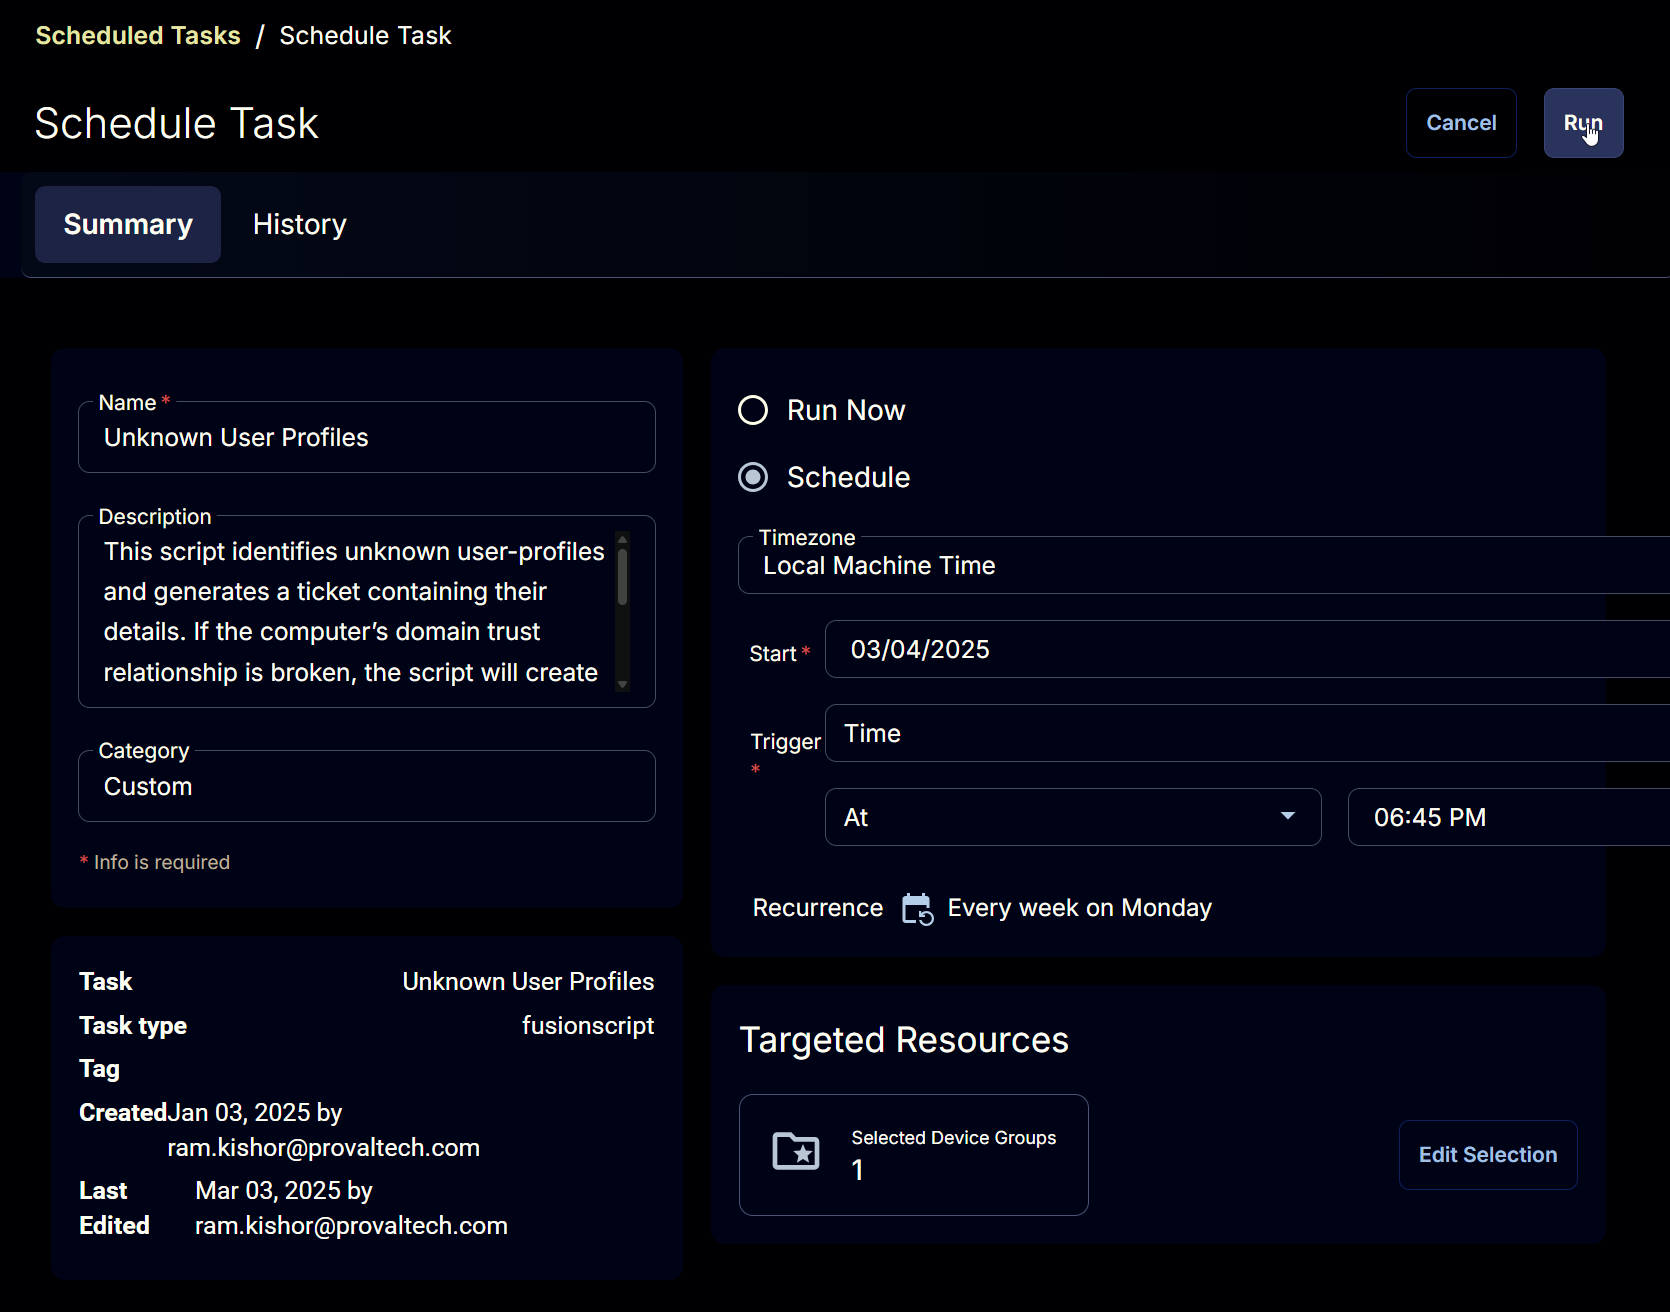 Scheduled Tasks / Schedule Task
Schedule Task
Cancel
Run
Summary
History
Name *
Unknown User Profiles
Description
This script identifies unknown user-profiles
and generates a ticket containing their
details. If the computer’s domain trust
relationship is broken, the script will create
Category
Custom
* Info is required
Task Unknown User Profiles
Task type fusionscript
Tag
Created Jan 03, 2025 by
ram.kishor@provaltech.com
Last Mar 03, 2025 by
Edited ram.kishor@provaltech.com
Run Now
Schedule
Timezone
Local Machine Time
Start * 03/04/2025
Trigger Time
*
At 06:45 PM
Recurrence Every week on Monday
Targeted Resources
Selected Device Groups
1
Edit Selection